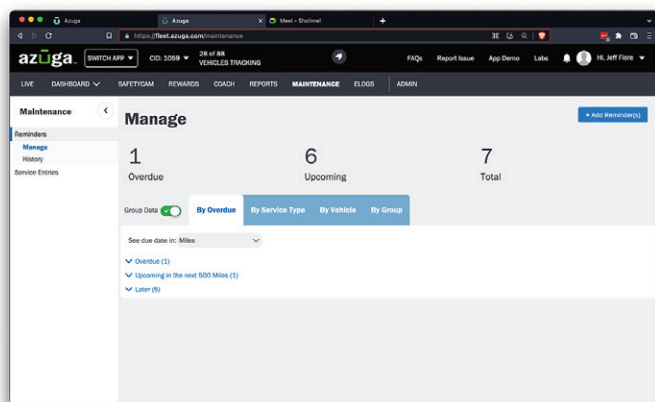 Azuga
Azuga
Meet – Shotime!
https://fleet.azuga.com/maintenance
azuga
SWITCH APP
CID: 1059
28 of 88
VEHICLES TRACKING
FAQs
Report Issue
App Demo
Labs
Hi, Jeff Fiore
LIVE
DASHBOARD
SAFETYCAM
REWARDS
COACH
REPORTS
MAINTENANCE
ELOGS
ADMIN
Maintenance
Reminders
Manage
History
Service Entries
Manage
+ Add Reminder(s)
1
Overdue
6
Upcoming
7
Total
Group Data
By Overdue
By Service Type
By Vehicle
By Group
See due date in: Miles
Overdue (1)
Upcoming in the next 500 Miles (1)
Later (5)